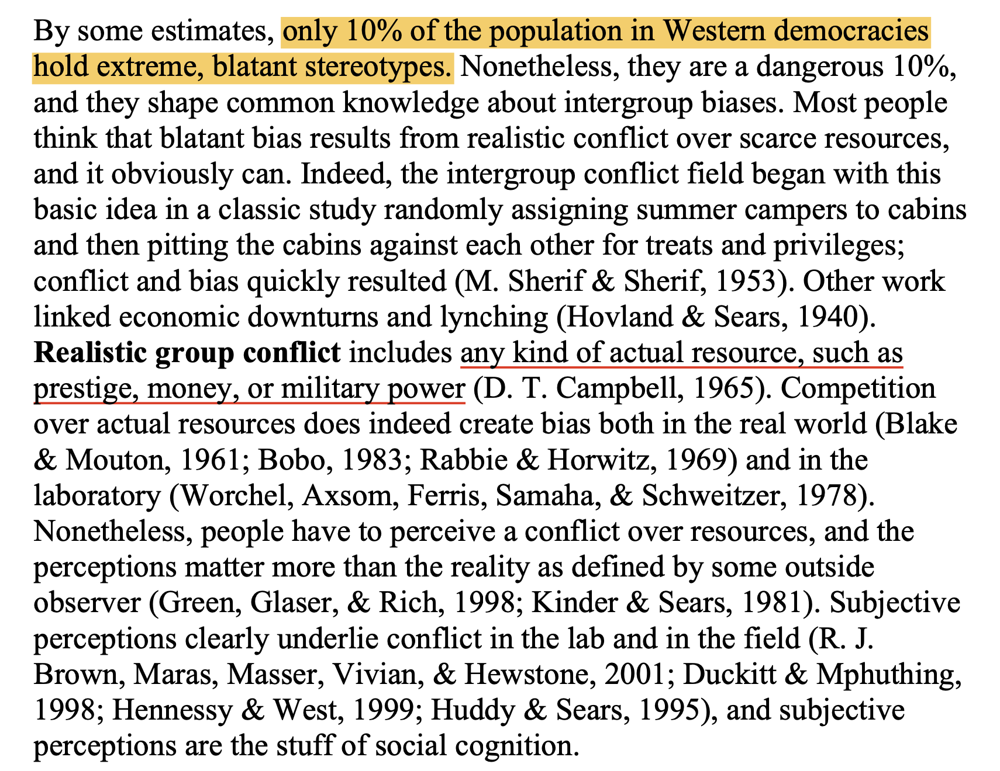 By some estimates, only 10% of the population in Western democracies
hold extreme, blatant stereotypes. Nonetheless, they are a dangerous 10%,
and they shape common knowledge about intergroup biases. Most people
think that blatant bias results from realistic conflict over scarce resources,
and it obviously can. Indeed, the intergroup conflict field began with this
basic idea in a classic study randomly assigning summer campers to cabins
and then pitting the cabins against each other for treats and privileges;
conflict and bias quickly resulted (M. Sherif & Sherif, 1953). Other work
linked economic downturns and lynching (Hovland & Sears, 1940).
Realistic group conflict includes any kind of actual resource, such as
prestige, money, or military power (D. T. Campbell, 1965). Competition
over actual resources does indeed create bias both in the real world (Blake
& Mouton, 1961; Bobo, 1983; Rabbie & Horwitz, 1969) and in the
laboratory (Worchel, Axsom, Ferris, Samaha, & Schweitzer, 1978).
Nonetheless, people have to perceive a conflict over resources, and the
perceptions matter more than the reality as defined by some outside
observer (Green, Glaser, & Rich, 1998; Kinder & Sears, 1981). Subjective
perceptions clearly underlie conflict in the lab and in the field (R. J.
Brown, Maras, Masser, Vivian, & Hewstone, 2001; Duckitt & Mphuthing,
1998; Hennessy & West, 1999; Huddy & Sears, 1995), and subjective
perceptions are the stuff of social cognition.